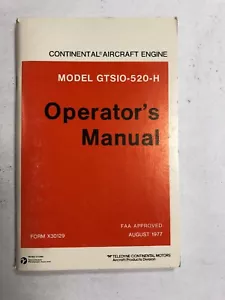 CONTINENTAL® AIRCRAFT ENGINE
MODEL GTSIO-520-H
Operator's
Manual
FAA APPROVED
FORM X30129
AUGUST 1977
TELEDYNE CONTINENTAL MOTORS
Aircraft Products Division